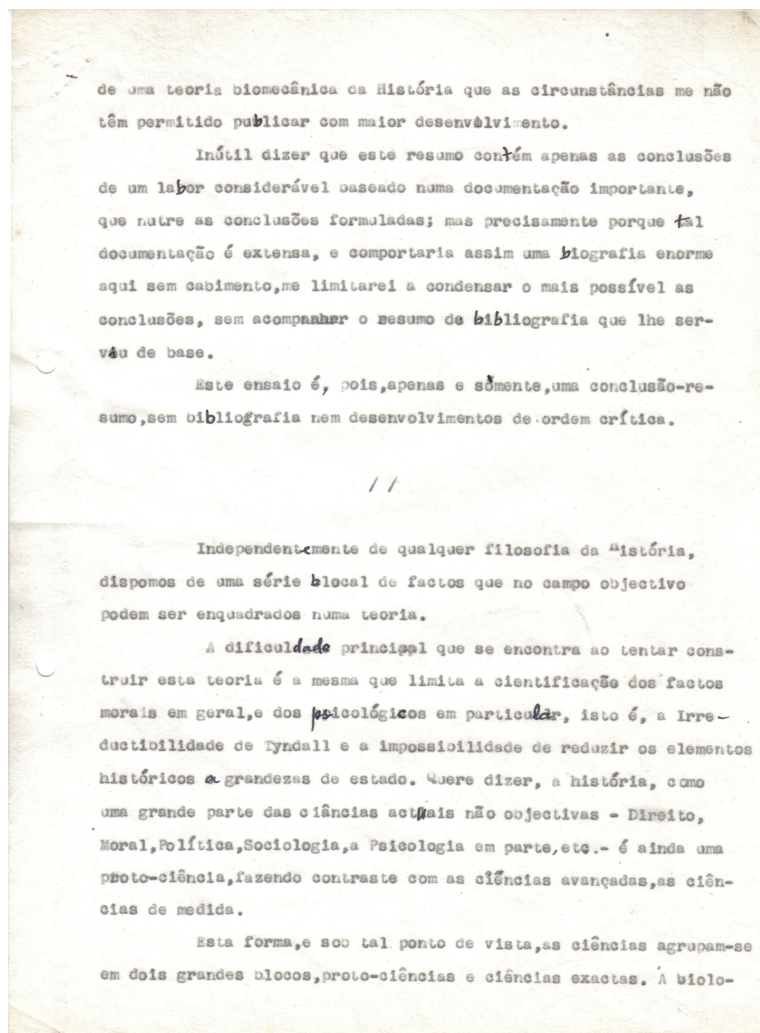 de uma teoria biomecânica da História que as circunstâncias me não
têm permitido publicar com maior desenvolvimento.
Inútil dizer que este resumo contém apenas as conclusões
de um labor considerável baseado numa documentação importante,
que nutre as conclusões formuladas; mas precisamente porque tal
documentação é extensa, e comportaria assim uma biografia enorme
aqui sem cabimento,me limitarei a condensar o mais possível as
conclusões, sem acompanhar o resumo de bibliografia que lhe ser-
viu de base.
Este ensaio é, pois,apenas e sòmente,uma conclusão-re-
sumo,sem bibliografia nem desenvolvimentos de ordem crítica.
11
Independentemente de qualquer filosofia da História,
dispomos de uma série blocal de factos que no campo objectivo
podem ser enquadrados numa teoria.
A dificuldade principal que se encontra ao tentar cons-
truir esta teoria é a mesma que limita a cientificação dos factos
morais em geral,e dos psicológicos em particular, isto é, a Irre-
ductibilidade de Tyndall e a impossibilidade de reduzir os elementos
históricos a grandezas de estado. Quere dizer, a história, como
uma grande parte das ciências actuais não objectivas - Direito,
Moral,Política,Sociologia,a Psicologia em parte,etc.- é ainda uma
proto-ciência,fazendo contraste com as ciências avançadas,as ciên-
cias de medida.
Esta forma,e sob tal ponto de vista,as ciências agrupam-se
em dois grandes blocos,proto-ciências e ciências exactas. A biolo-